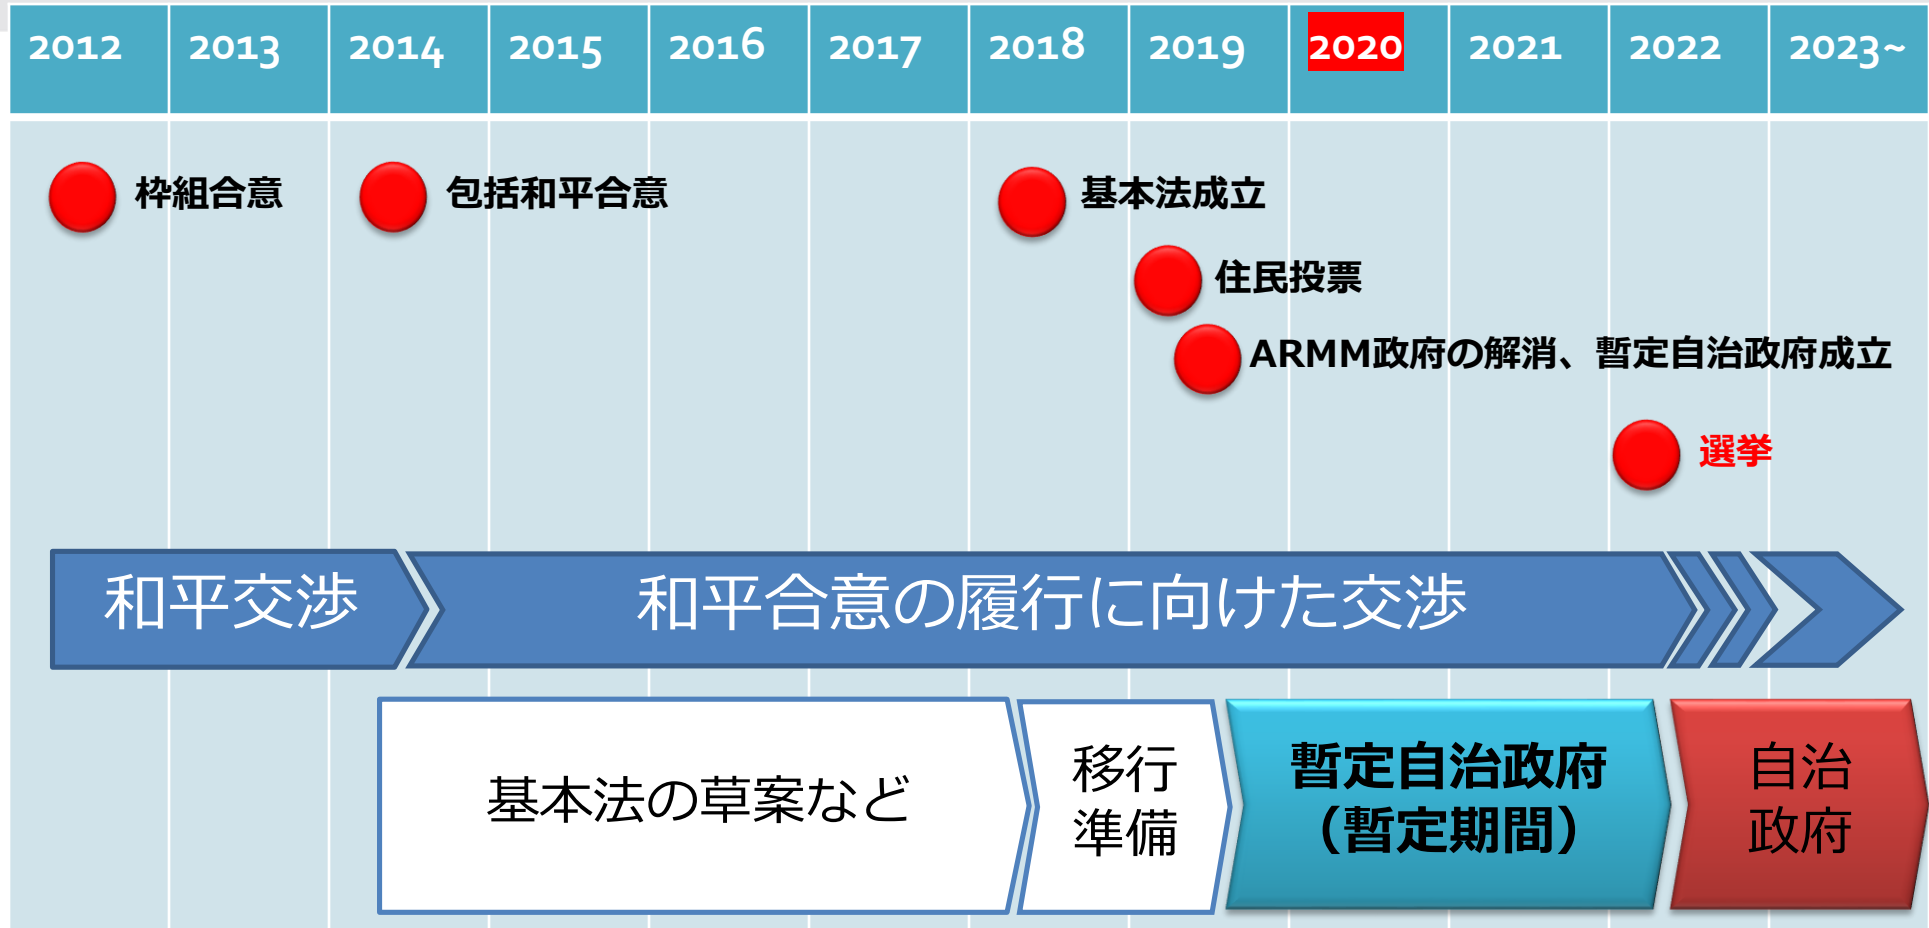 2012 2013 2014 2015 2016 2017 2018 2019 2020 2021 2022 2023~
枠組合意 包括和平合意 基本法成立
住民投票
ARMM政府の解消、暫定自治政府成立
選挙
和平交渉 和平合意の履行に向けた交渉
基本法の草案など
移行
準備
暫定自治政府
（暫定期間）
自治
政府